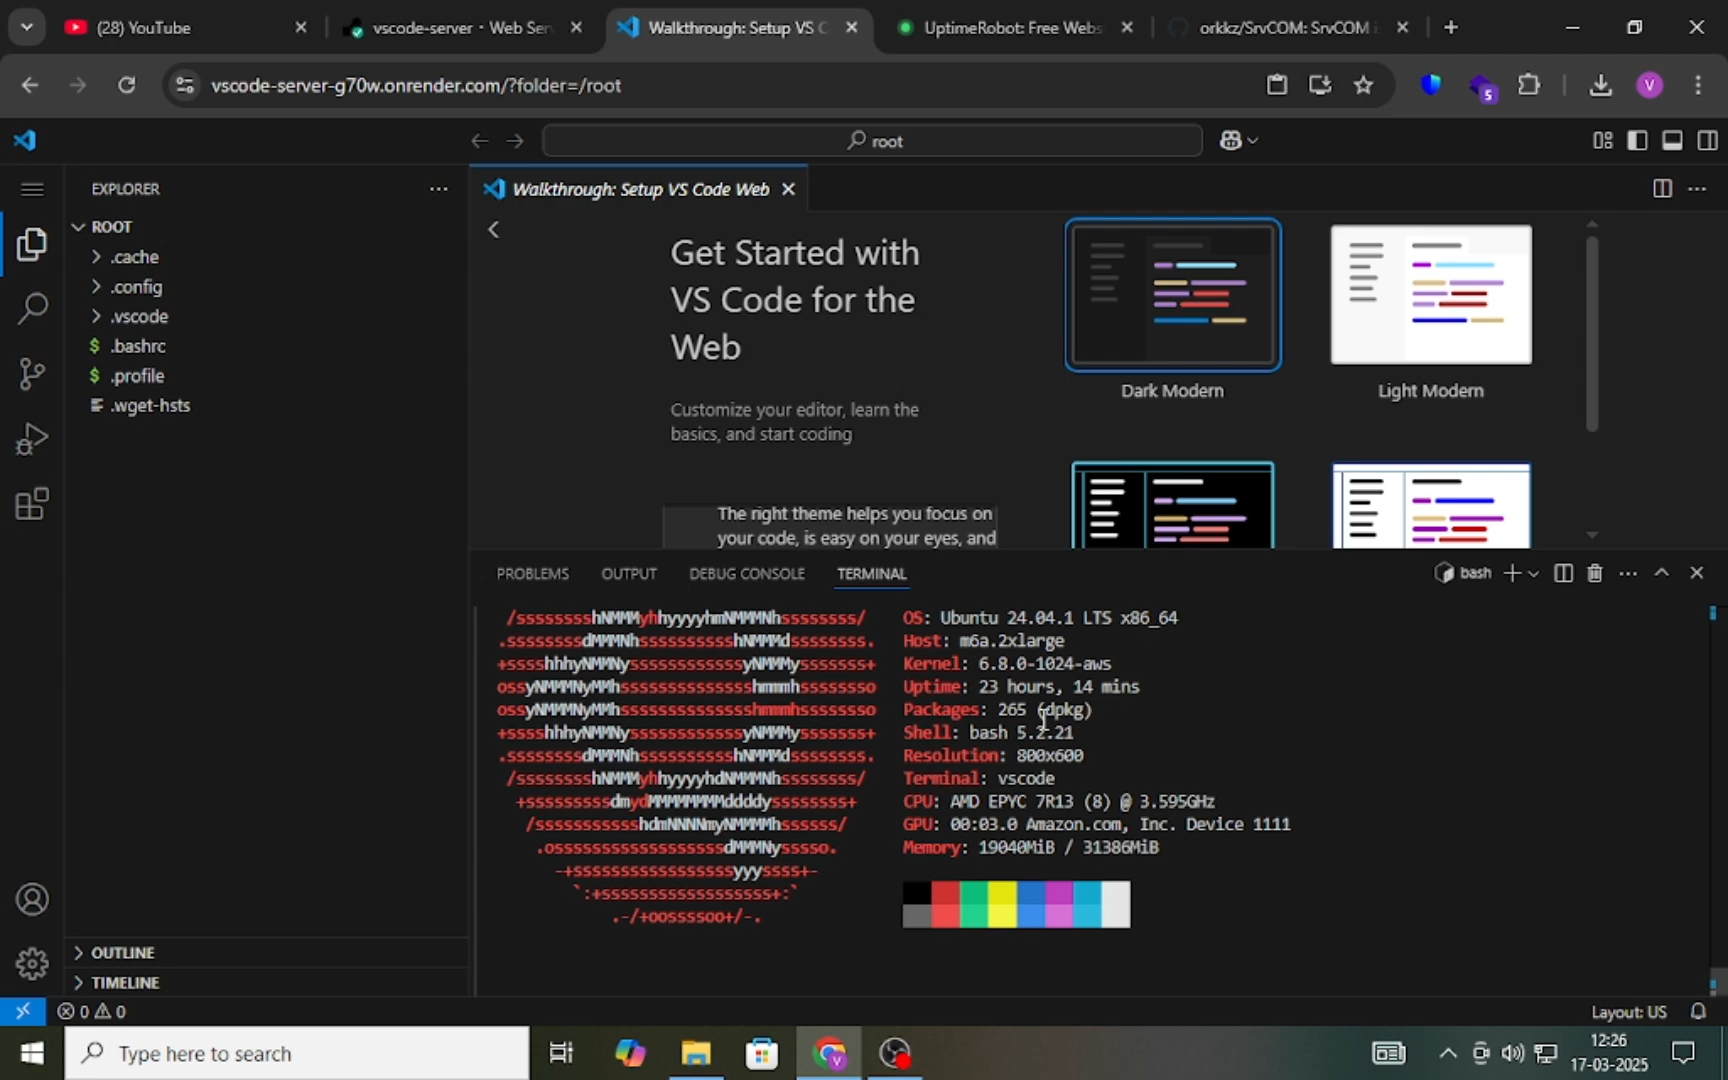 (28) YouTube
vscode-server · Web Ser
Walkthrough: Setup VS C
UptimeRobot: Free Webs
orkkz/SrvCOM: SrvCOM i
vscode-server-g70w.onrender.com/?folder=/root
V
5
root
EXPLORER
Walkthrough: Setup VS Code Web
ROOT
.cache
.config
.vscode
$ .bashrc
$ .profile
.wget-hsts
Get Started with
VS Code for the
Web
Customize your editor, learn the
basics, and start coding
The right theme helps you focus on
your code, is easy on your eyes, and
Dark Modern
Light Modern
PROBLEMS
OUTPUT
DEBUG CONSOLE
TERMINAL
bash
OS: Ubuntu 24.04.1 LTS x86_64
Host: m6a.2xlarge
Kernel: 6.8.0-1024-aws
Uptime: 23 hours, 14 mins
Packages: 265 (dpkg)
Shell: bash 5.2.21
Resolution: 800x600
Terminal: vscode
CPU: AMD EPYC 7R13 (8) @ 3.595GHz
GPU: 00:03.0 Amazon.com, Inc. Device 1111
Memory: 19040MiB / 31386MiB
OUTLINE
TIMELINE
0 0
Layout: US
Type here to search
12:26
17-03-2025